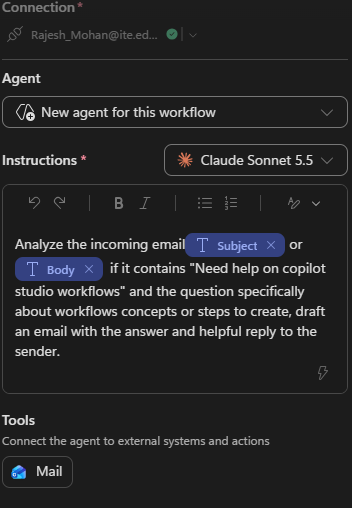 Connection *
Rajesh_Mohan@ite.ed...
Agent
New agent for this workflow
Instructions * Claude Sonnet 5.5
B I
Analyze the incoming email Subject × or
Body × if it contains "Need help on copilot
studio workflows" and the question specifically
about workflows concepts or steps to create, draft
an email with the answer and helpful reply to the
sender.
Tools
Connect the agent to external systems and actions
Mail